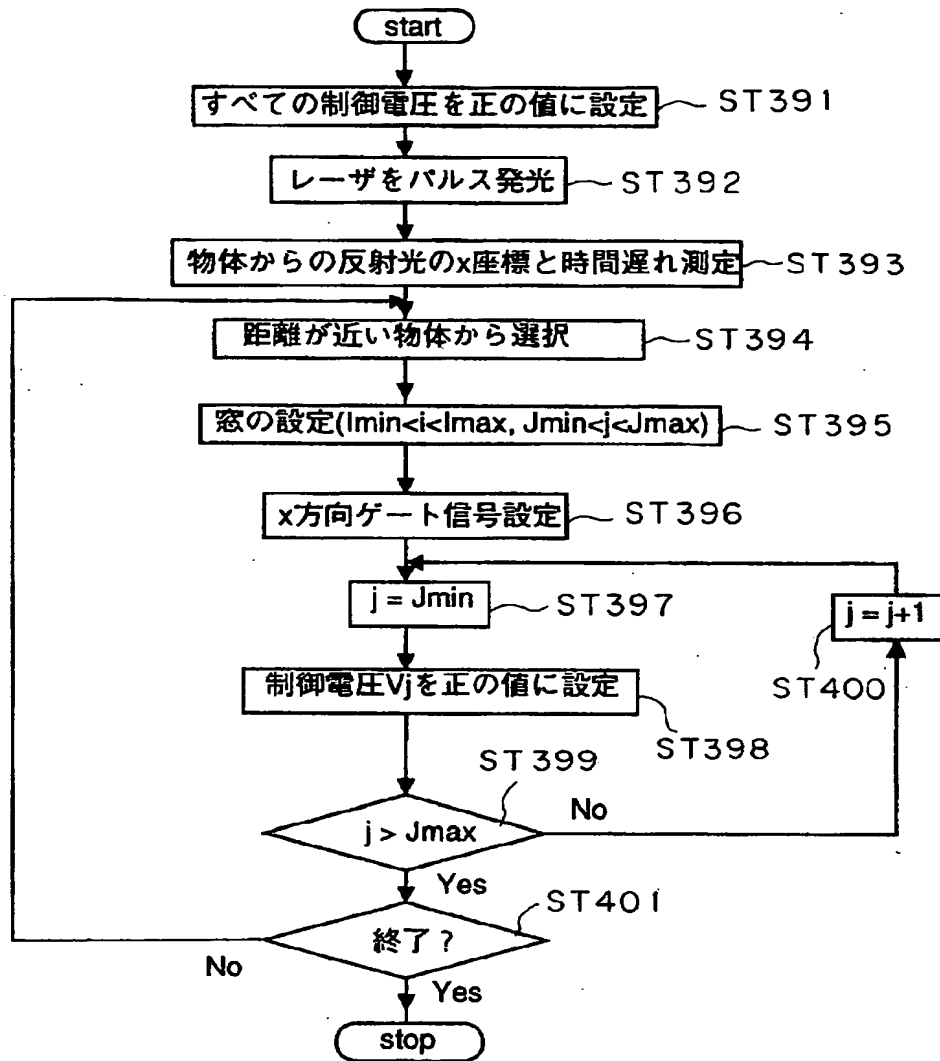 start
すべての制御電圧を正の値に設定
ST391
レーザをパルス発光
ST392
物体からの反射光のx座標と時間遅れ測定
ST393
距離が近い物体から選択
ST394
窓の設定(Imin<i<Imax, Jmin<j<Jmax)
ST395
x方向ゲート信号設定
ST396
j = Jmin
ST397
j = j+1
ST400
制御電圧Vjを正の値に設定
ST398
ST399
j > Jmax
No
Yes
ST401
終了？
No
Yes
stop